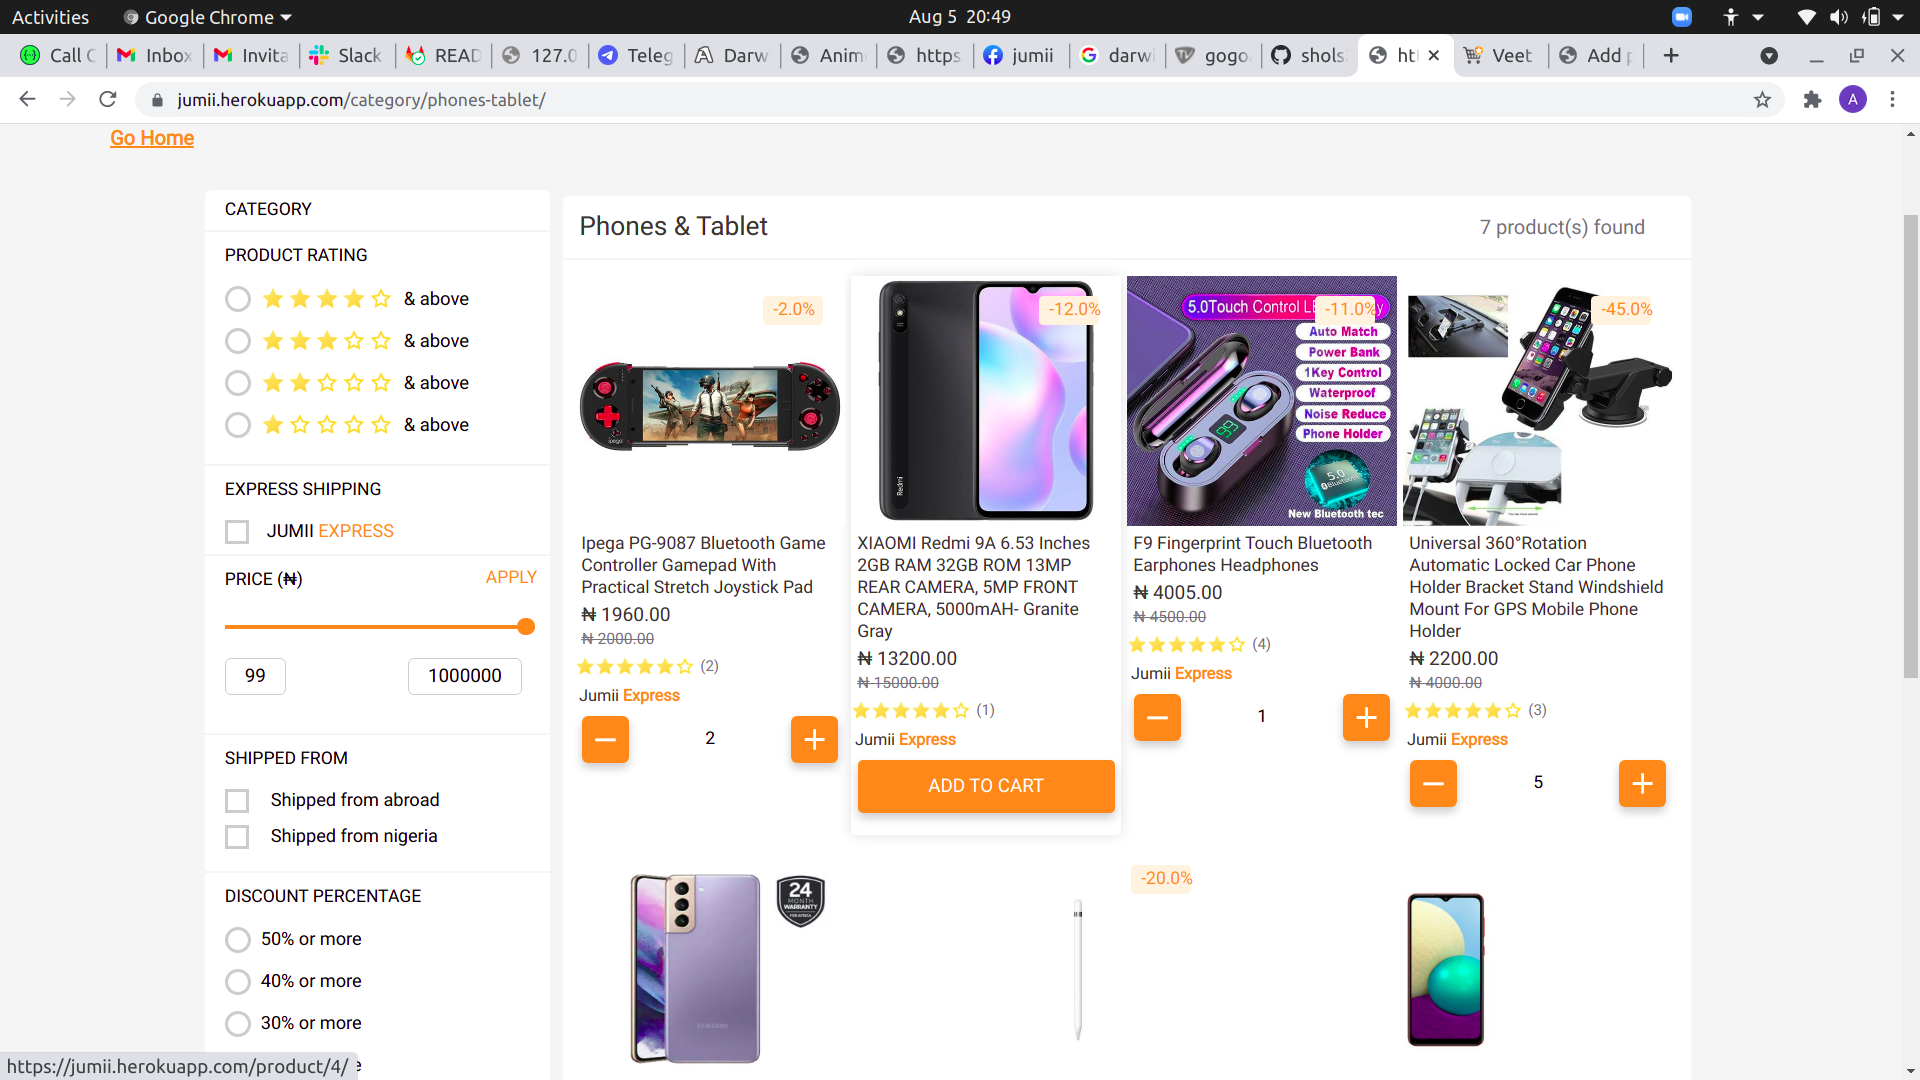 Activities
Google Chrome
Aug 5 20:49
Call C
Inbox
Invita
Slack
READ
127.0
Teleg
Darw
Anim
https
jumii
darwi
gogo
shols
ht
Veet
Add p
jumii.herokuapp.com/category/phones-tablet/
A
Go Home
CATEGORY
PRODUCT RATING
& above
& above
& above
& above
EXPRESS SHIPPING
JUMII EXPRESS
PRICE (₦)
APPLY
99
1000000
SHIPPED FROM
Shipped from abroad
Shipped from nigeria
DISCOUNT PERCENTAGE
50% or more
40% or more
30% or more
https://jumii.herokuapp.com/product/4/
Phones & Tablet
7 product(s) found
-2.0%
ipega
Ipega PG-9087 Bluetooth Game
Controller Gamepad With
Practical Stretch Joystick Pad
₦ 1960.00
₦ 2000.00
(2)
Jumii Express
2
-12.0%
Redmi
XIAOMI Redmi 9A 6.53 Inches
2GB RAM 32GB ROM 13MP
REAR CAMERA, 5MP FRONT
CAMERA, 5000mAH- Granite
Gray
₦ 13200.00
₦ 15000.00
(1)
Jumii Express
ADD TO CART
5.0Touch Control L
-11.0%
Auto Match
Power Bank
1Key Control
Waterproof
Noise Reduce
Phone Holder
99
5.0
Bluetooth
New Bluetooth tec
F9 Fingerprint Touch Bluetooth
Earphones Headphones
₦ 4005.00
₦ 4500.00
(4)
Jumii Express
1
-45.0%
Universal 360°Rotation
Automatic Locked Car Phone
Holder Bracket Stand Windshield
Mount For GPS Mobile Phone
Holder
₦ 2200.00
₦ 4000.00
(3)
Jumii Express
5
24
MONTH
WARRANTY
FOR AFRICA
SAMSUNG
-20.0%